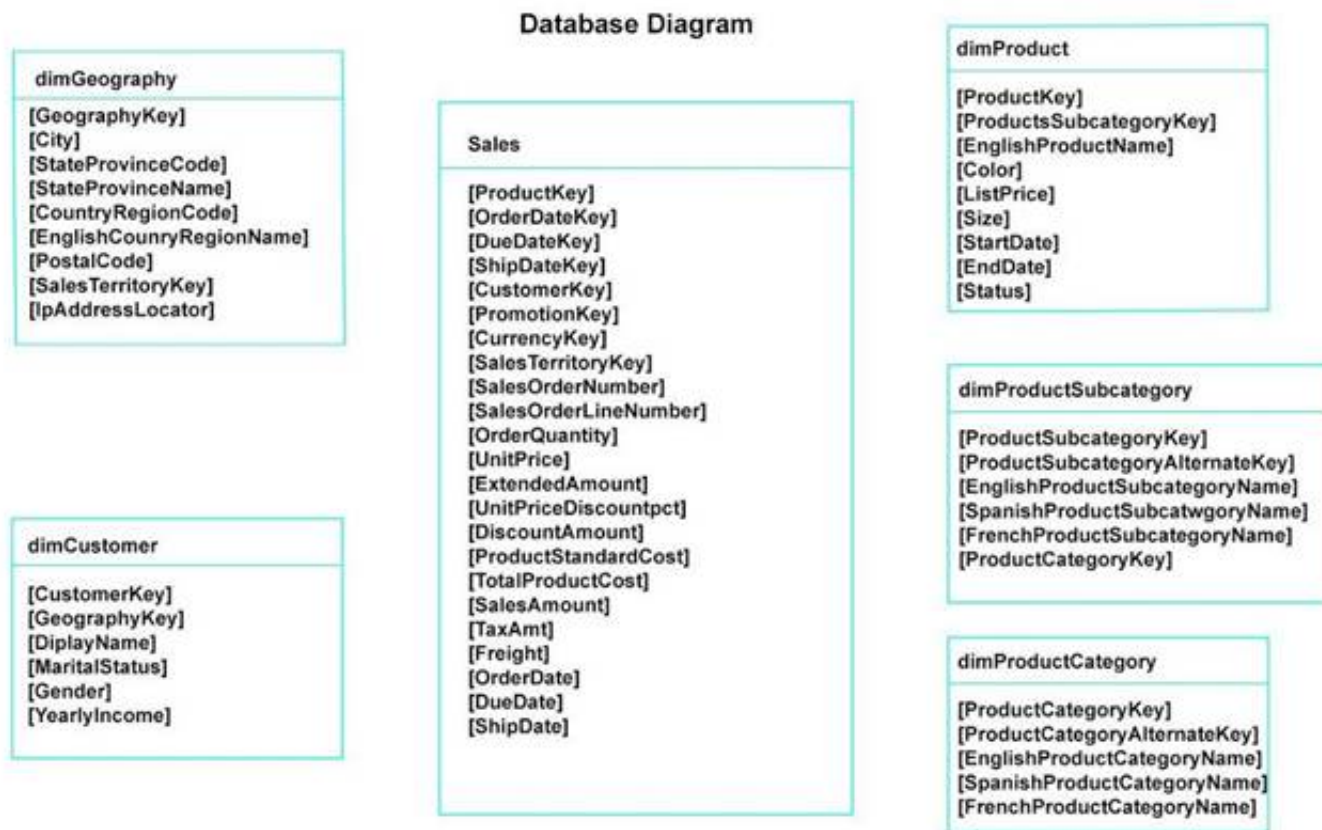 Database Diagram
dimGeography
[GeographyKey]
[City]
[StateProvinceCode]
[StateProvinceName]
[CountryRegionCode]
[EnglishCounryRegionName]
[PostalCode]
[SalesTerritoryKey]
[IpAddressLocator]
dimCustomer
[CustomerKey]
[GeographyKey]
[DiplayName]
[MaritalStatus]
[Gender]
[YearlyIncome]
Sales
[ProductKey]
[OrderDateKey]
[DueDateKey]
[ShipDateKey]
[CustomerKey]
[PromotionKey]
[CurrencyKey]
[SalesTerritoryKey]
[SalesOrderNumber]
[SalesOrderLineNumber]
[OrderQuantity]
[UnitPrice]
[ExtendedAmount]
[UnitPriceDiscountpct]
[DiscountAmount]
[ProductStandardCost]
[TotalProductCost]
[SalesAmount]
[TaxAmt]
[Freight]
[OrderDate]
[DueDate]
[ShipDate]
dimProduct
[ProductKey]
[ProductsSubcategoryKey]
[EnglishProductName]
[Color]
[ListPrice]
[Size]
[StartDate]
[EndDate]
[Status]
dimProductSubcategory
[ProductSubcategoryKey]
[ProductSubcategoryAlternateKey]
[EnglishProductSubcategoryName]
[SpanishProductSubcatwgoryName]
[FrenchProductSubcategoryName]
[ProductCategoryKey]
dimProductCategory
[ProductCategoryKey]
[ProductCategoryAlternateKey]
[EnglishProductCategoryName]
[SpanishProductCategoryName]
[FrenchProductCategoryName]